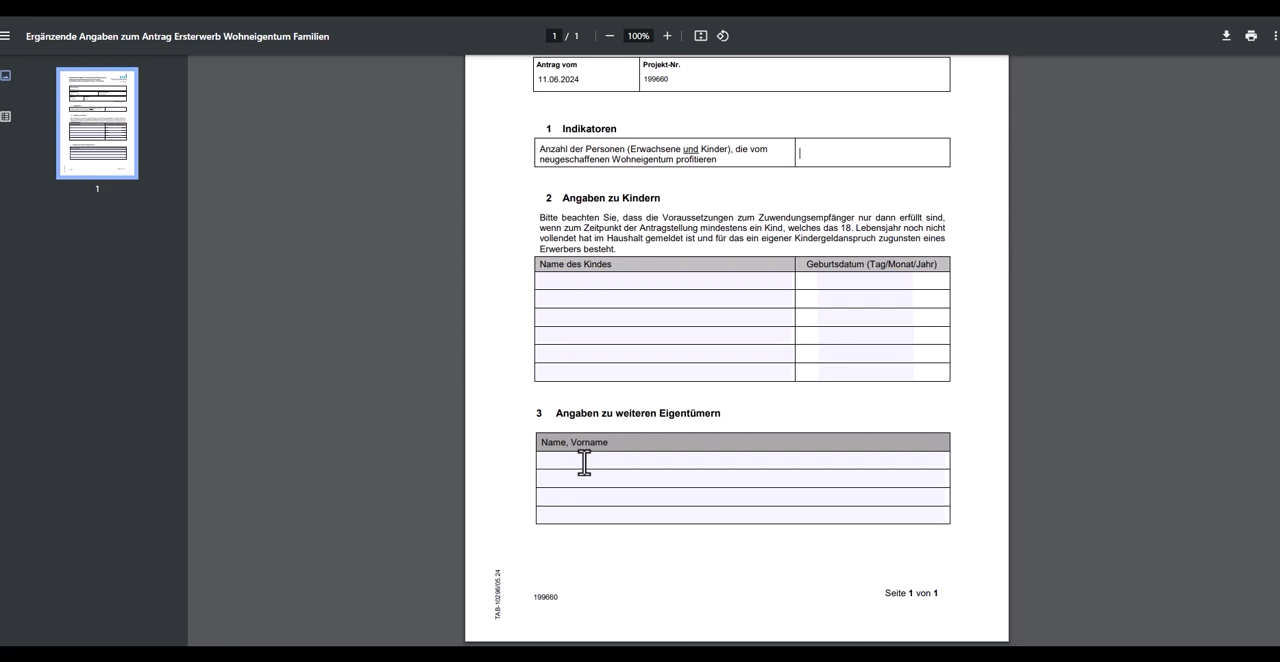 Ergänzende Angaben zum Antrag Ersterwerb Wohneigentum Familien
1 / 1
100%
Antrag vom
Projekt-Nr.
11.06.2024
199660
1 Indikatoren
Anzahl der Personen (Erwachsene und Kinder), die vom
neugeschaffenen Wohneigentum profitieren
2 Angaben zu Kindern
Bitte beachten Sie, dass die Voraussetzungen zum Zuwendungsempfänger nur dann erfüllt sind,
wenn zum Zeitpunkt der Antragstellung mindestens ein Kind, welches das 18. Lebensjahr noch nicht
vollendet hat im Haushalt gemeldet ist und für das ein eigener Kindergeldanspruch zugunsten eines
Erwerbers besteht.
Name des Kindes
Geburtsdatum (Tag/Monat/Jahr)
3 Angaben zu weiteren Eigentümern
Name, Vorname
TAB-10296/05.24
199660
Seite 1 von 1
1